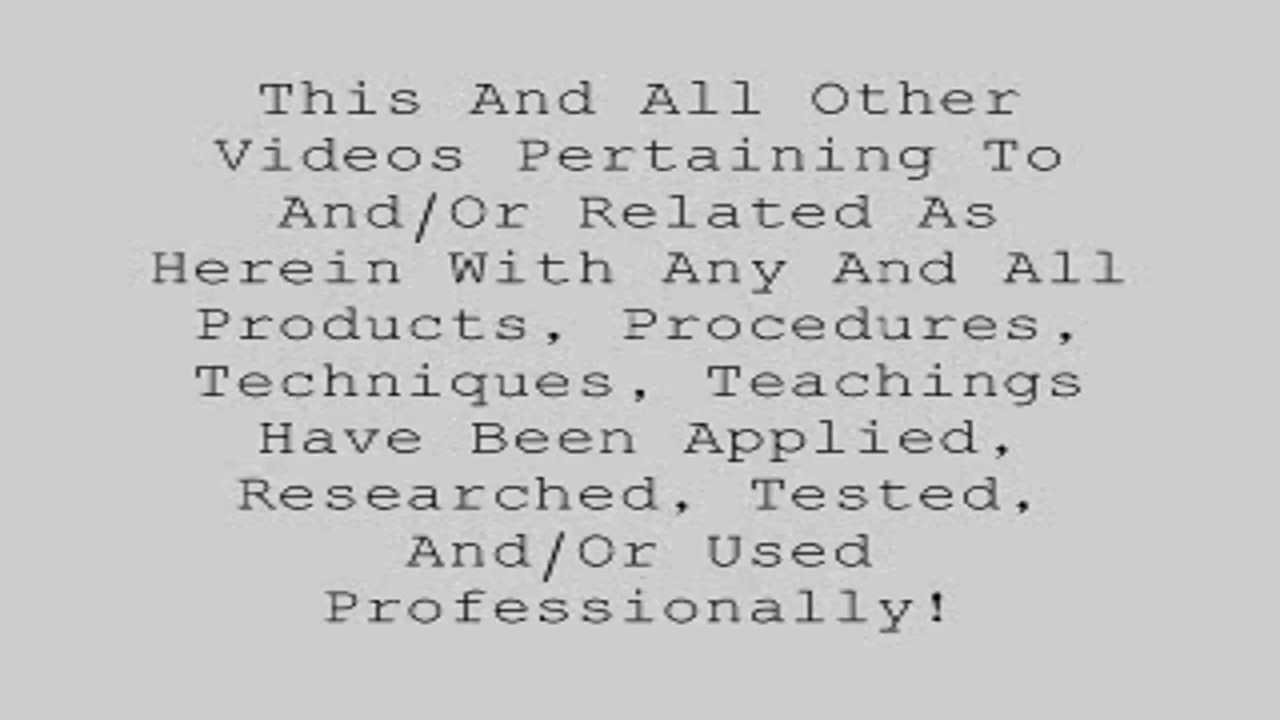 This And All Other
Videos Pertaining To
And/Or Related As
Herein With Any And All
Products, Procedures,
Techniques, Teachings
Have Been Applied,
Researched, Tested,
And/Or Used
Professionally!